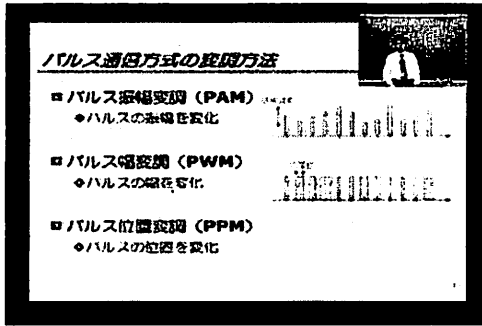 パルス通信方式の変調方法
パルス振幅変調（PAM）
パルスの振幅を変化
パルス幅変調（PWM）
パルスの幅を変化
パルス位置変調（PPM）
パルスの位置を変化